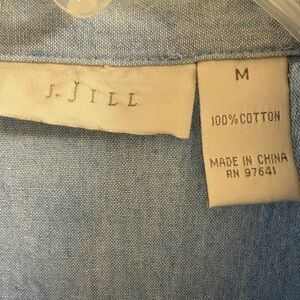 J.JILL
M
100% COTTON
MADE IN CHINA
RN 97641